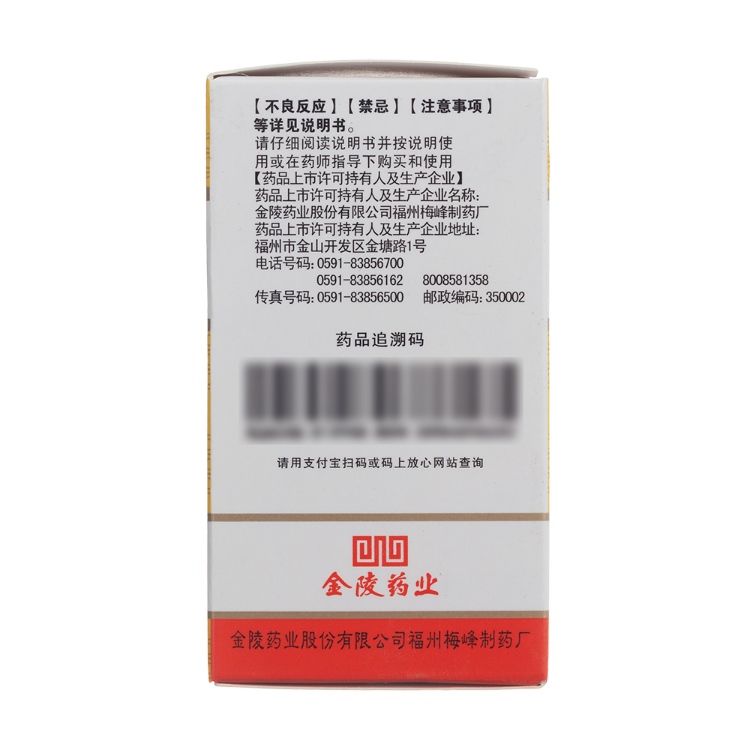 【不良反应】【禁忌】【注意事项】
等详见说明书。
请仔细阅读说明书并按说明使
用或在药师指导下购买和使用
【药品上市许可持有人及生产企业】
药品上市许可持有人及生产企业名称:
金陵药业股份有限公司福州梅峰制药厂
药品上市许可持有人及生产企业地址:
福州市金山开发区金塘路1号
电话号码:0591-83856700
0591-83856162 8008581358
传真号码:0591-83856500 邮政编码:350002
药品追溯码
请用支付宝扫码或码上放心网站查询
金陵药业
金陵药业股份有限公司福州梅峰制药厂